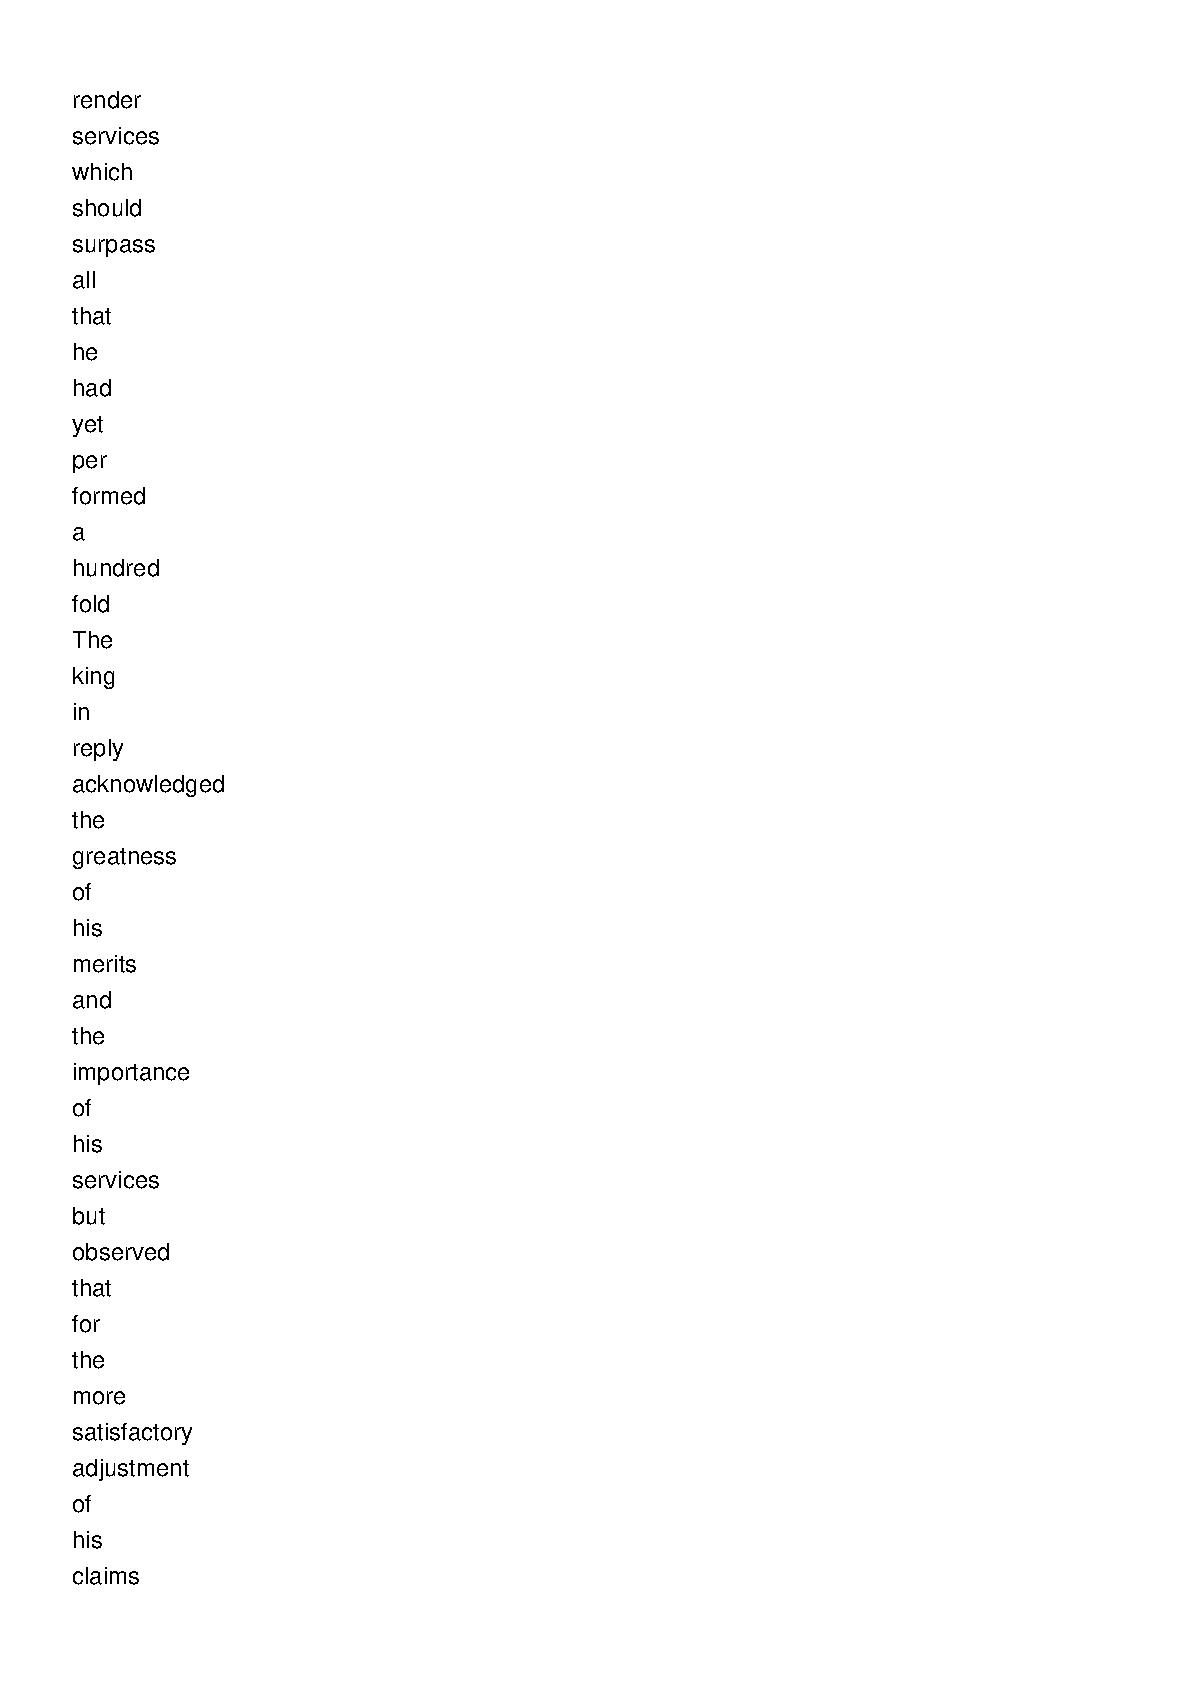 render
services
which
should
surpass
all
that
he
had
yet
per
formed
a
hundred
fold
The
king
in
reply
acknowledged
the
greatness
of
his
merits
and
the
importance
of
his
services
but
observed
that
for
the
more
satisfactory
adjustment
of
his
claims